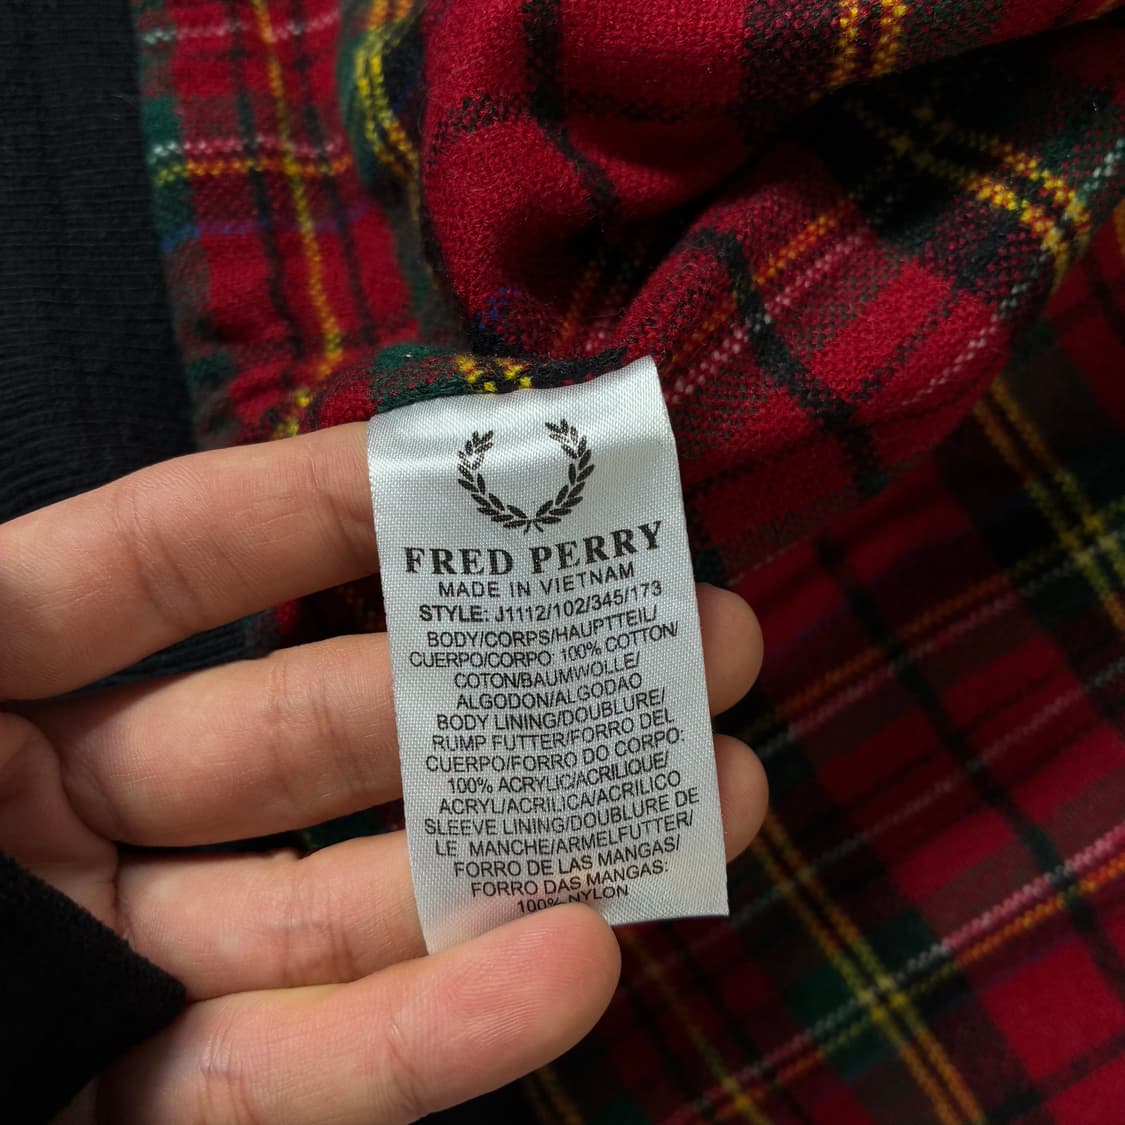 FRED PERRY
MADE IN VIETNAM
STYLE: J1112/102/345/173
BODY/CORPS/HAUPTTEIL/
CUERPO/CORPO: 100% COTTON/
COTON/BAUMWOLLE/
ALGODON/ALGODAO
BODY LINING/DOUBLURE/
RUMP FUTTER/FORRO DEL
CUERPO/FORRO DO CORPO:
100% ACRYLIC/ACRILIQUE/
ACRYL/ACRILICA/ACRILICO
SLEEVE LINING/DOUBLURE DE
LE MANCHE/ARMELFUTTER/
FORRO DE LAS MANGAS/
FORRO DAS MANGAS:
100% NYLON